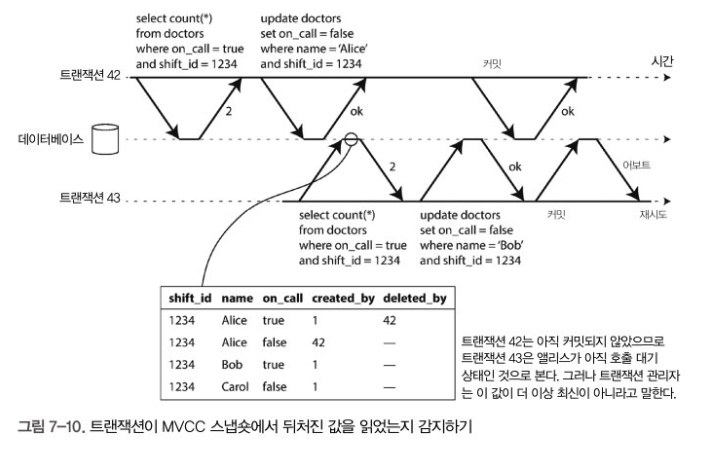 select count(*)
from doctors
where on_call = true
and shift_id = 1234
update doctors
set on_call = false
where name = 'Alice'
and shift_id = 1234
커밋
시간
트랜잭션 42
2
ok
ok
데이터베이스
2
ok
어보트
트랜잭션 43
select count(*)
from doctors
where on_call = true
and shift_id = 1234
update doctors
set on_call = false
where name = 'Bob'
and shift_id = 1234
커밋
재시도
shift_id name on_call created_by deleted_by
1234 Alice true 1 42
1234 Alice false 42 —
1234 Bob true 1 —
1234 Carol false 1 —
트랜잭션 42는 아직 커밋되지 않았으므로
트랜잭션 43은 앨리스가 아직 호출 대기
상태인 것으로 본다. 그러나 트랜잭션 관리자
는 이 값이 더 이상 최신이 아니라고 말한다.
그림 7-10. 트랜잭션이 MVCC 스냅숏에서 뒤처진 값을 읽었는지 감지하기